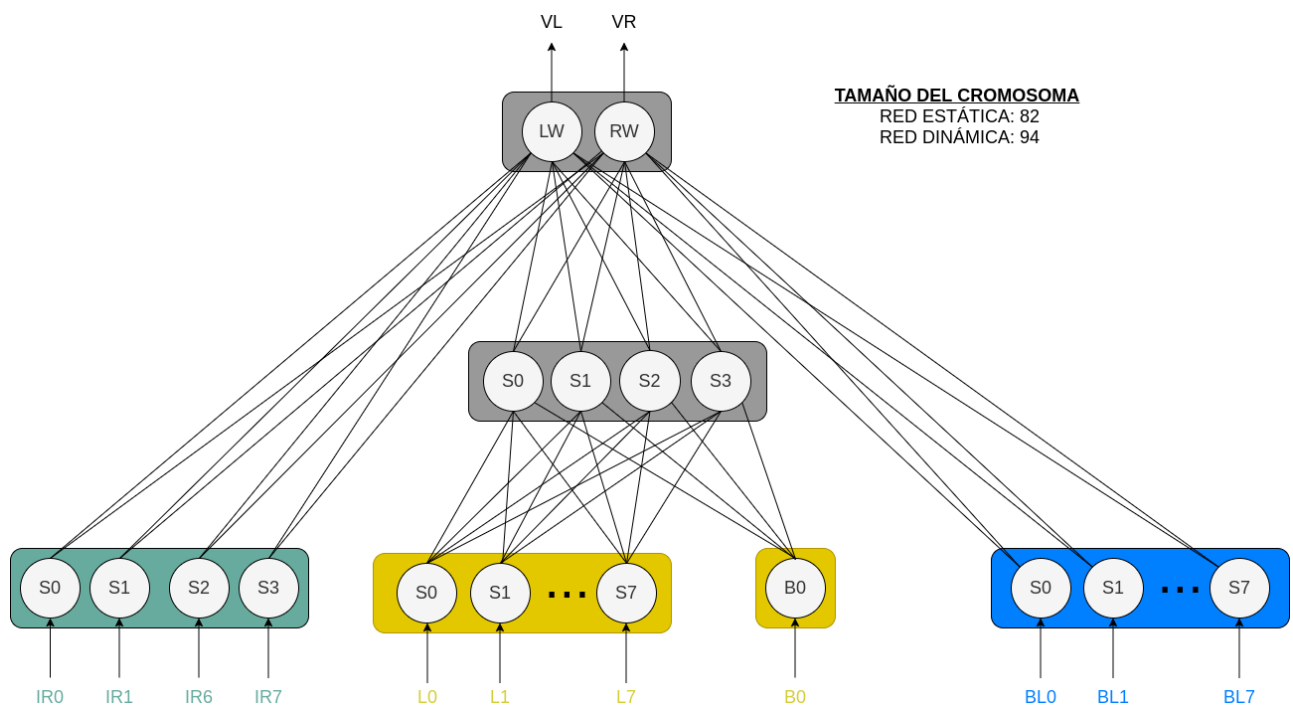 VL VR
TAMAÑO DEL CROMOSOMA
RED ESTÁTICA: 82
RED DINÁMICA: 94
LW RW
S0 S1 S2 S3
S0 S1 S2 S3 S0 S1 ... S7 B0 S0 S1 ... S7
IR0 IR1 IR6 IR7 L0 L1 L7 B0 BL0 BL1 BL7